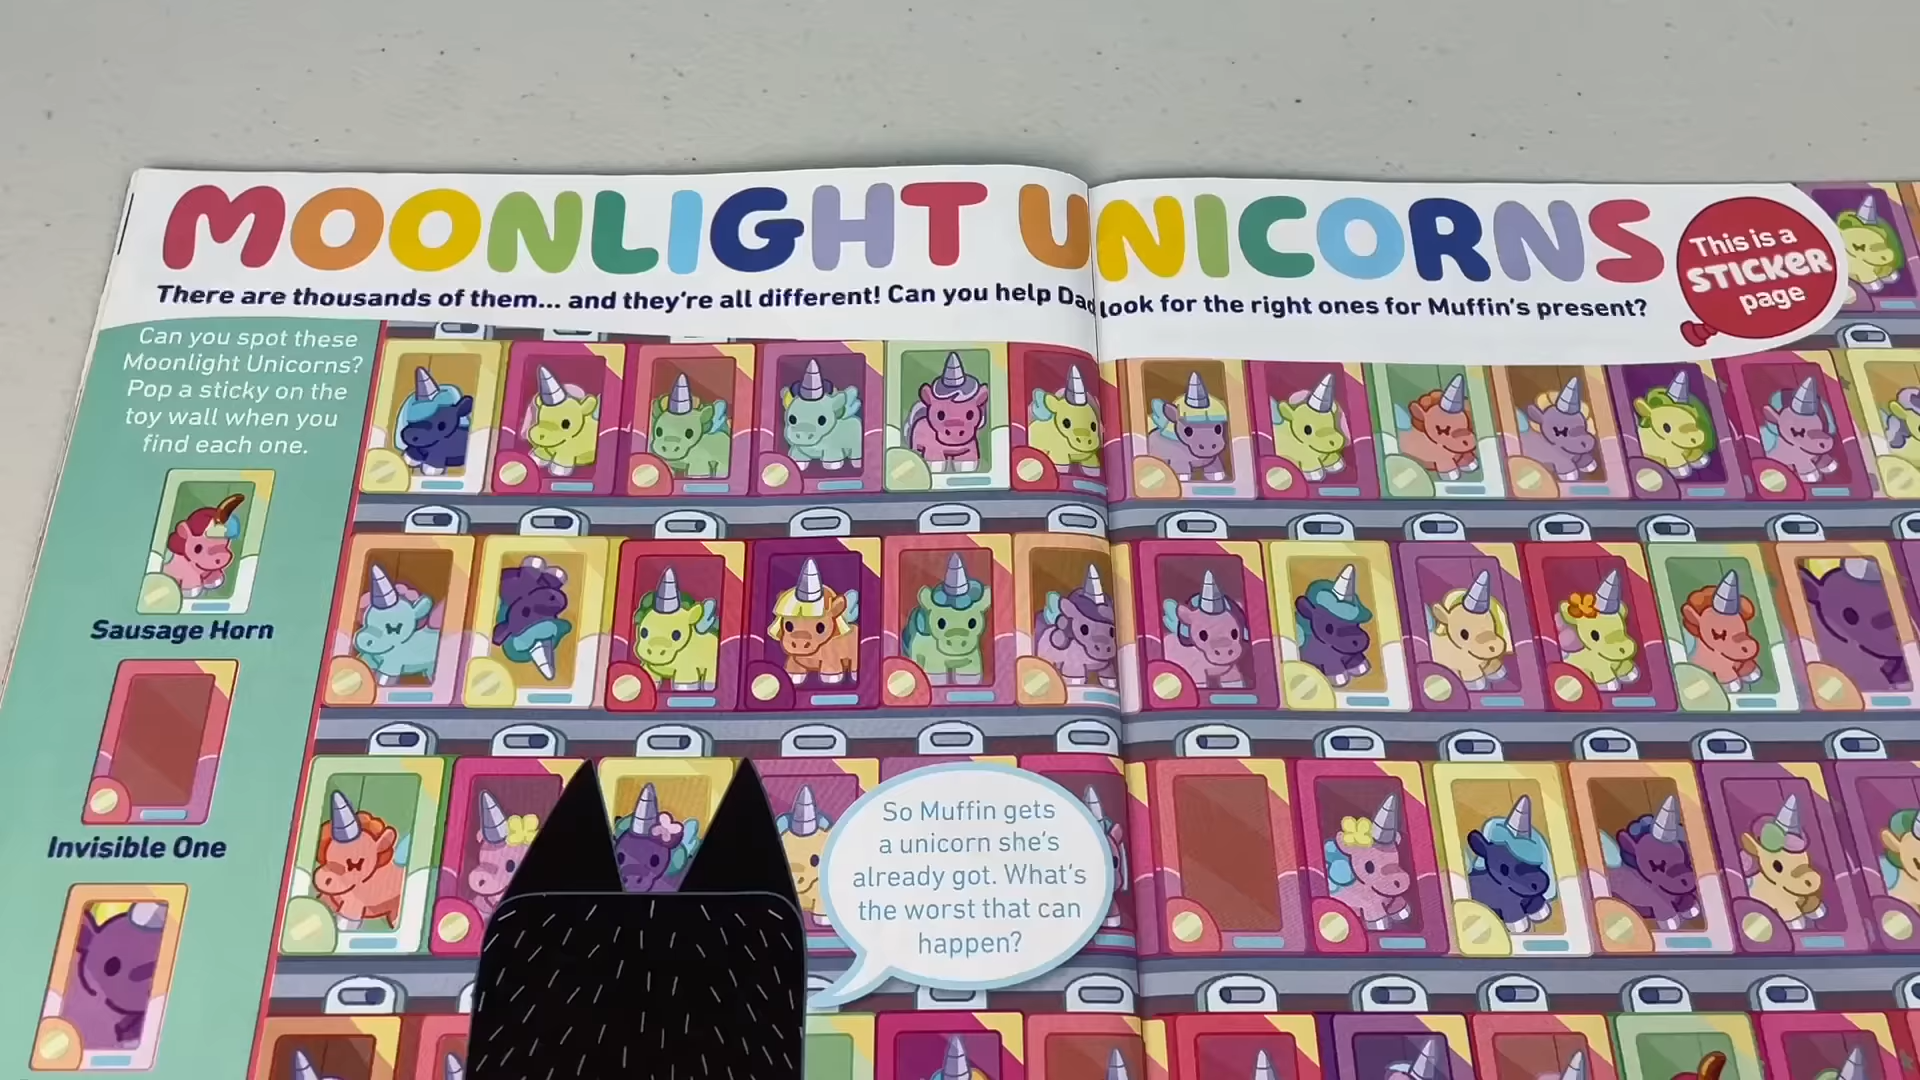 MOONLIGHT UNICORNS
There are thousands of them... and they're all different! Can you help Dad look for the right ones for Muffin's present?
This is a
STICKER
page
Can you spot these
Moonlight Unicorns?
Pop a sticky on the
toy wall when you
find each one.
Sausage Horn
Invisible One
So Muffin gets
a unicorn she's
already got. What's
the worst that can
happen?